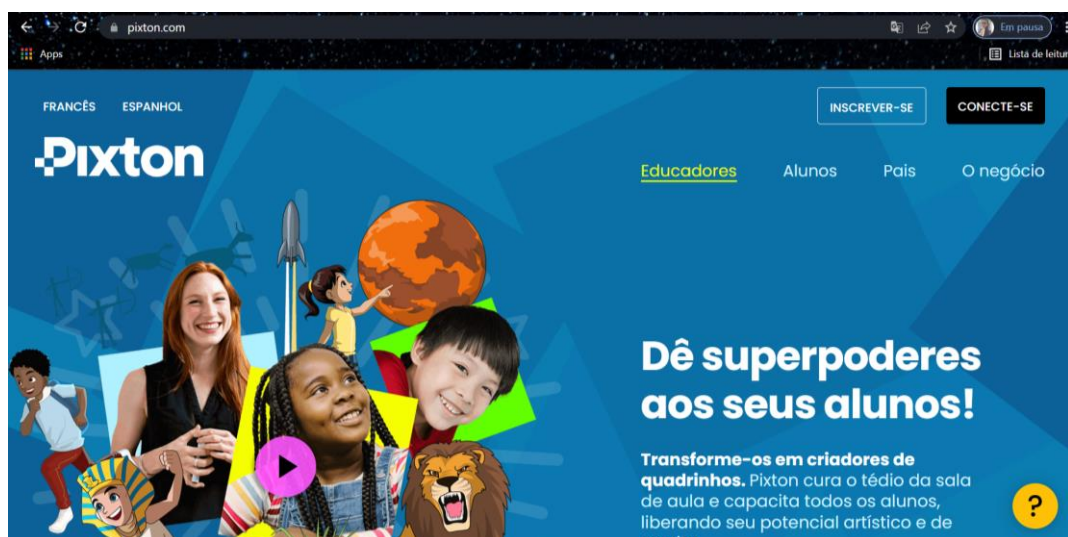 pixton.com
Em pausa
Apps
Lista de leitur
FRANCÊS ESPANHOL
INSCREVER-SE CONECTE-SE
Pixton
Educadores Alunos Pais O negócio
Dê superpoderes
aos seus alunos!
Transforme-os em criadores de
quadrinhos. Pixton cura o tédio da sala
de aula e capacita todos os alunos,
liberando seu potencial artístico e de
?